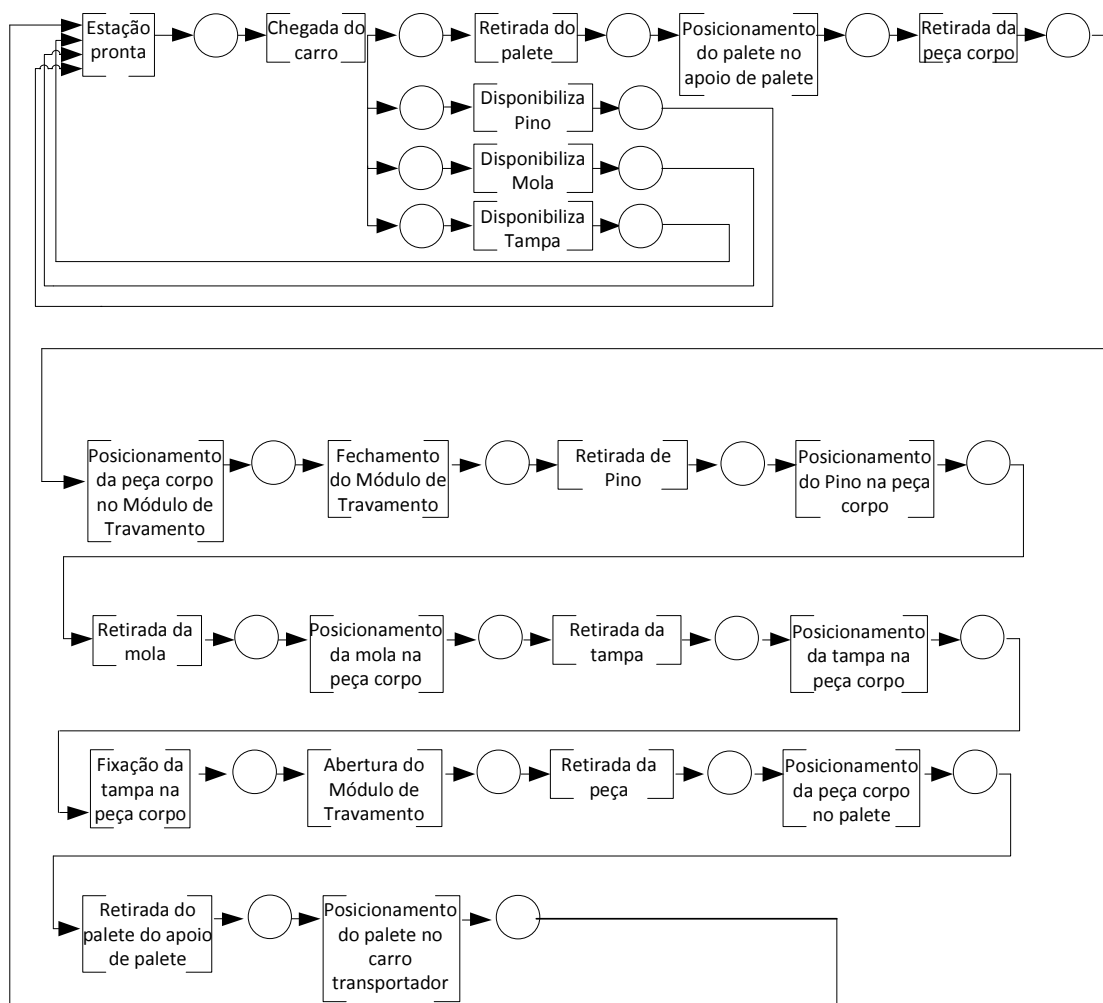 Estação
pronta
Chegada do
carro
Retirada do
palete
Posicionamento
do palete no
apoio de palete
Retirada da
peça corpo
Disponibiliza
Pino
Disponibiliza
Mola
Disponibiliza
Tampa
Posicionamento
da peça corpo
no Módulo de
Travamento
Fechamento
do Módulo de
Travamento
Retirada de
Pino
Posicionamento
do Pino na peça
corpo
Retirada da
mola
Posicionamento
da mola na
peça corpo
Retirada da
tampa
Posicionamento
da tampa na
peça corpo
Fixação da
tampa na
peça corpo
Abertura do
Módulo de
Travamento
Retirada da
peça
Posicionamento
da peça corpo
no palete
Retirada do
palete do apoio
de palete
Posicionamento
do palete no
carro
transportador